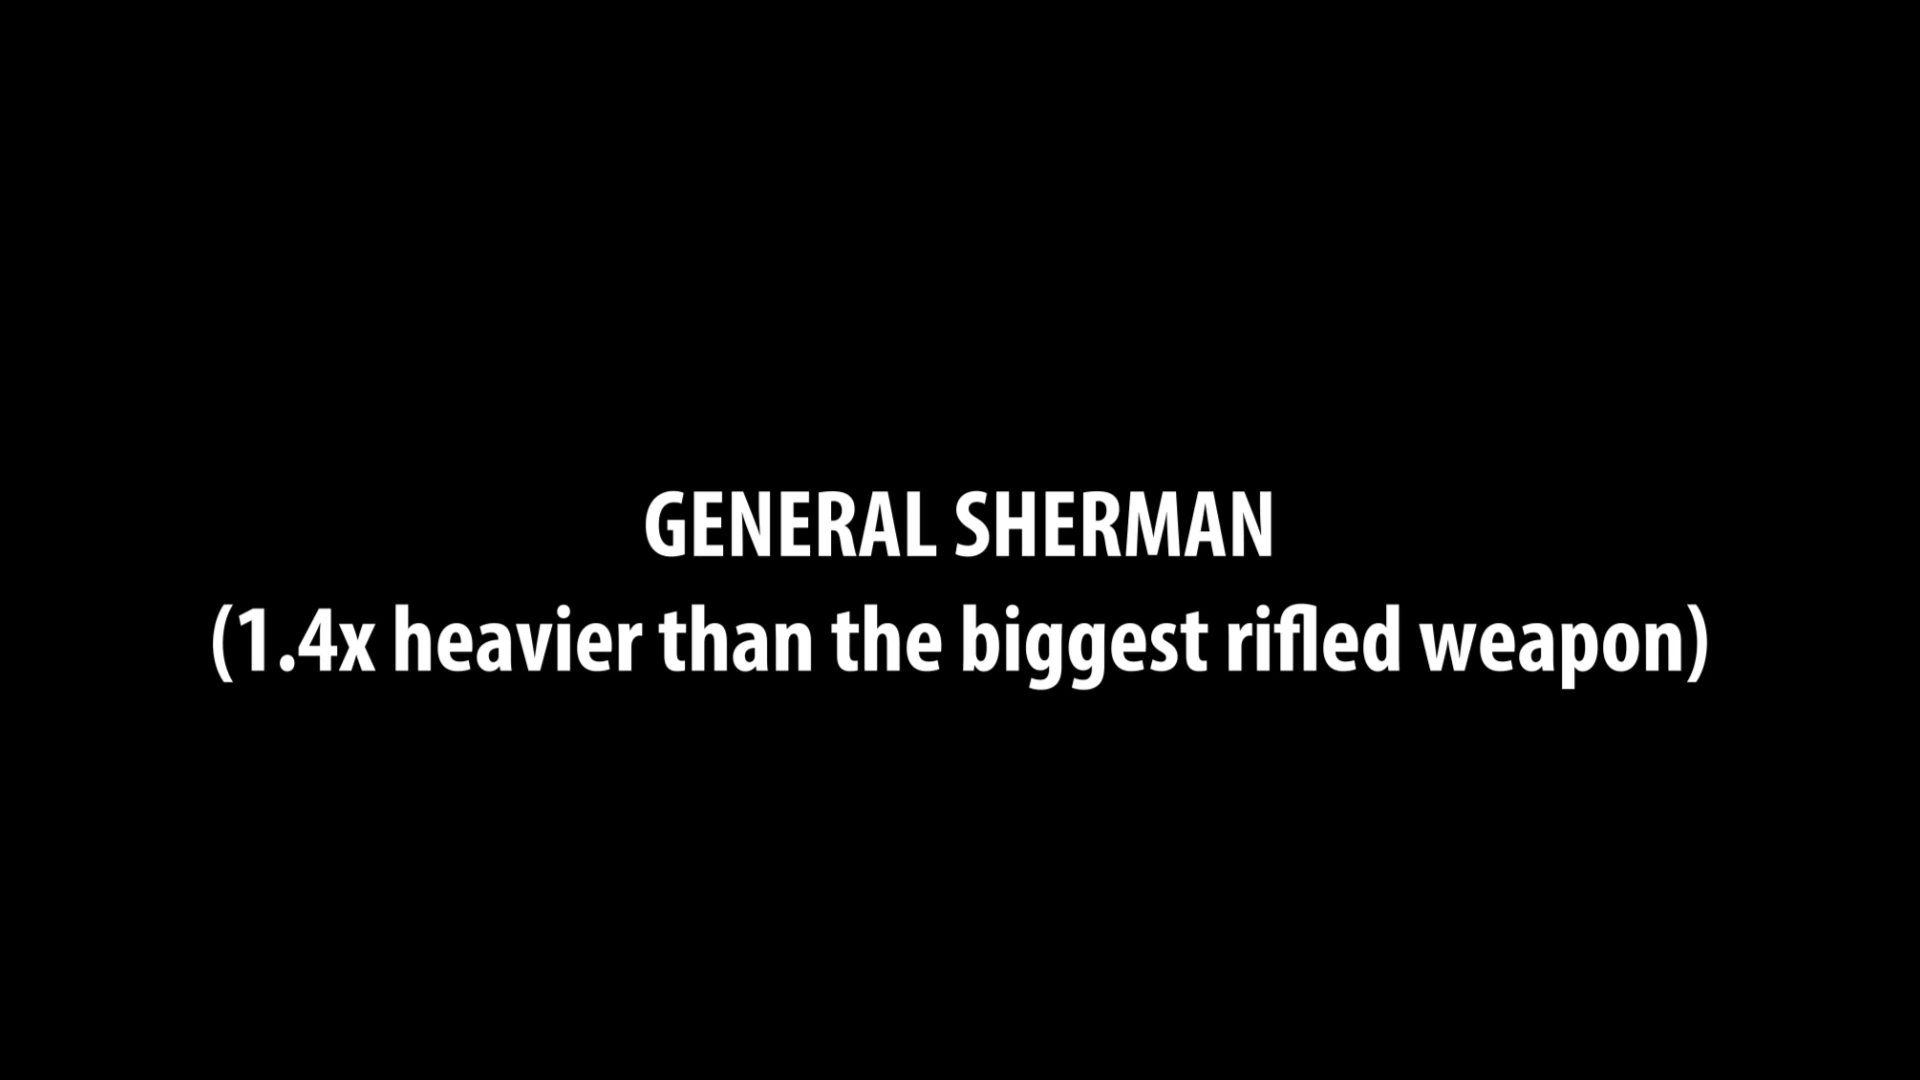 GENERAL SHERMAN
(1.4x heavier than the biggest rifled weapon)